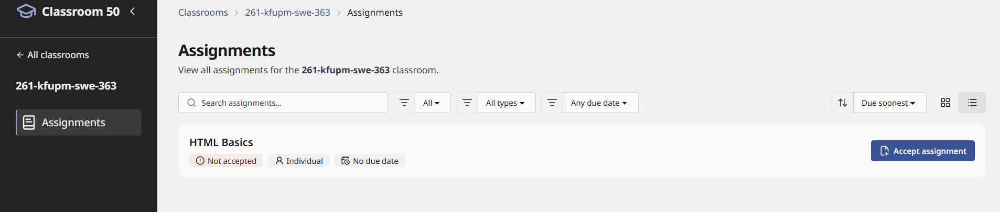 Classroom 50
All classrooms
261-kfupm-swe-363
Assignments
Classrooms > 261-kfupm-swe-363 > Assignments
Assignments
View all assignments for the 261-kfupm-swe-363 classroom.
Search assignments...
All
All types
Any due date
Due soonest
HTML Basics
Not accepted
Individual
No due date
Accept assignment